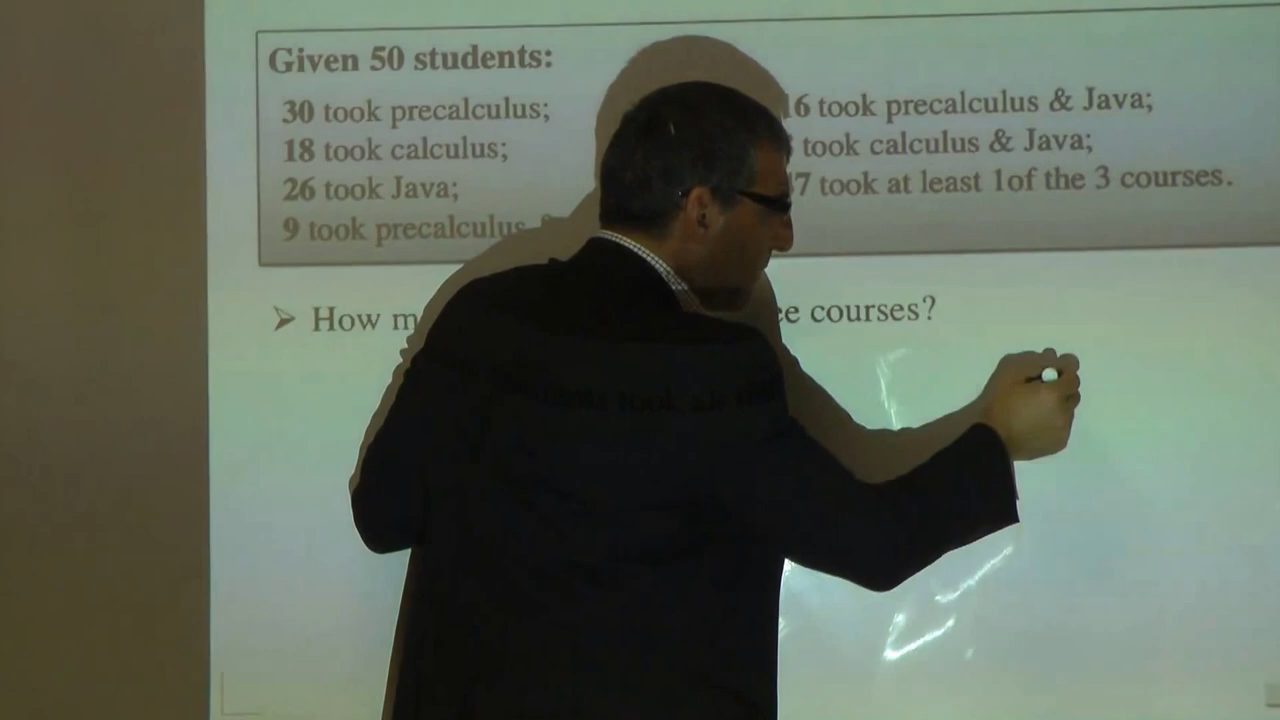 Given 50 students:
30 took precalculus;
18 took calculus;
26 took Java;
9 took precalculus
16 took precalculus & Java;
took calculus & Java;
7 took at least 1of the 3 courses.
How
courses?